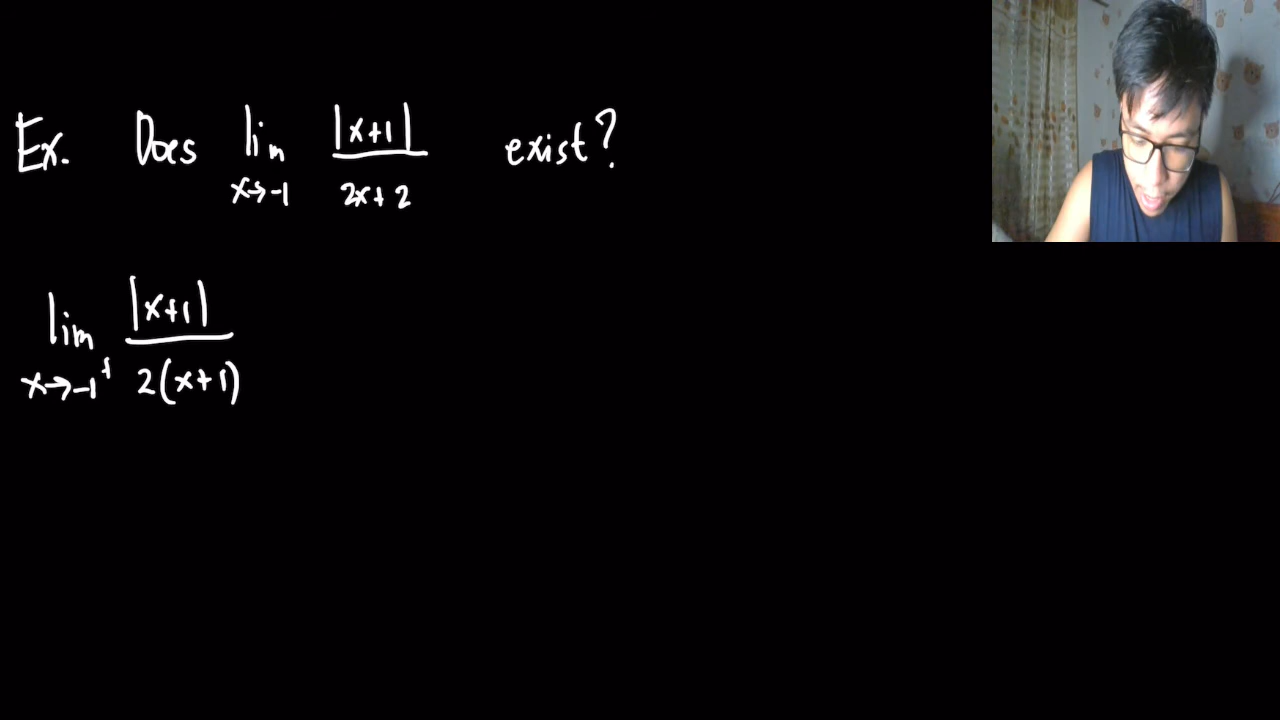 Ex. Does lim x→-1 |x+1| / 2x+2 exist?
lim x→-1⁺ |x+1| / 2(x+1)